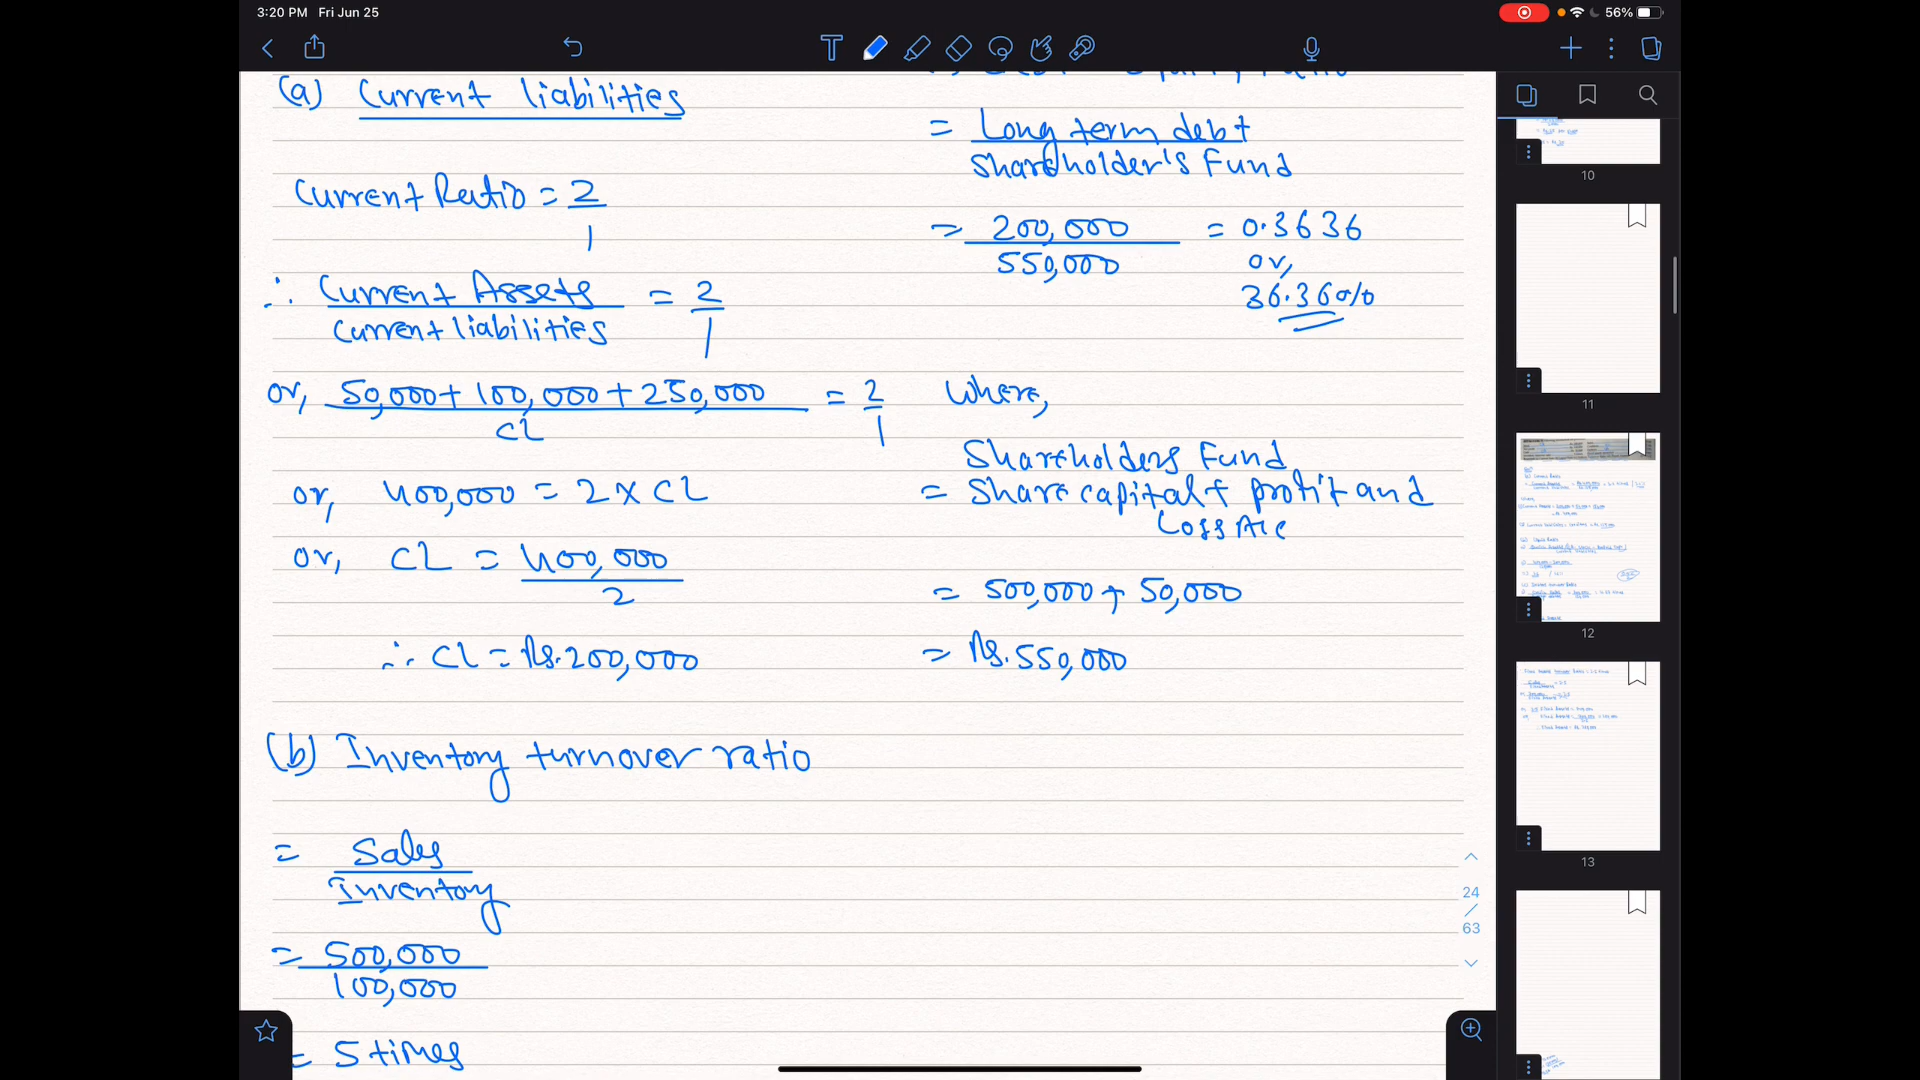 3:20 PM Fri Jun 25
56%
(a) Current liabilities
Current Ratio = 2/1
∴ Current Assets / Current liabilities = 2/1
or, 50,000 + 100,000 + 250,000 / CL = 2/1
or, 400,000 = 2 × CL
or, CL = 400,000 / 2
∴ CL = Rs. 200,000
(b) Inventory turnover ratio
= Sales / Inventory
= 500,000 / 100,000
= 5 times
= Long term debt / Shareholder's Fund
= 200,000 / 550,000 = 0.3636
or,
36.36%
Where,
Shareholders Fund
= Share capital + profit and
Loss A/c
= 500,000 + 50,000
= Rs. 550,000
24
/
63
10
11
12
13